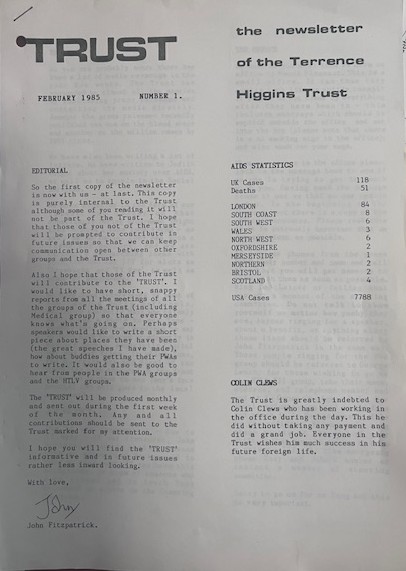 TRUST
the newsletter
of the Terrence
Higgins Trust
FEBRUARY 1985 NUMBER 1.
EDITORIAL
So the first copy of the newsletter
is now with us - at last. This copy
is purely internal to the Trust
although some of you reading it will
not be part of the Trust. I hope
that those of you not of the Trust
will be prompted to contribute in
future issues so that we can keep
communication open between other
groups and the Trust.
Also I hope that those of the Trust
will contribute to the 'TRUST'. I
would like to have short, snappy
reports from all the meetings of all
the groups of the Trust (including
Medical group) so that everyone
knows what's going on. Perhaps
speakers would like to write a short
piece about places they have been
(the great speeches I have made),
how about buddies getting their PWAs
to write. It would also be good to
hear from people in the PWA groups
and the HTLV groups.
The 'TRUST' will be produced monthly
and sent out during the first week
of the month. Any and all
contributions should be sent to the
Trust marked for my attention.
I hope you will find the 'TRUST'
informative and in future issues
rather less inward looking.
With love,
John
John Fitzpatrick.
AIDS STATISTICS
UK Cases 118
Deaths 51
LONDON 84
SOUTH COAST 8
SOUTH WEST 6
WALES 3
NORTH WEST 6
OXFORDSHIRE 2
MERSEYSIDE 1
NORTHERN 2
BRISTOL 2
SCOTLAND 4
USA Cases 7788
COLIN CLEWS
The Trust is greatly indebted to
Colin Clews who has been working in
the office during the day. This he
did without taking any payment and
did a grand job. Everyone in the
Trust wishes him much success in his
future foreign life.